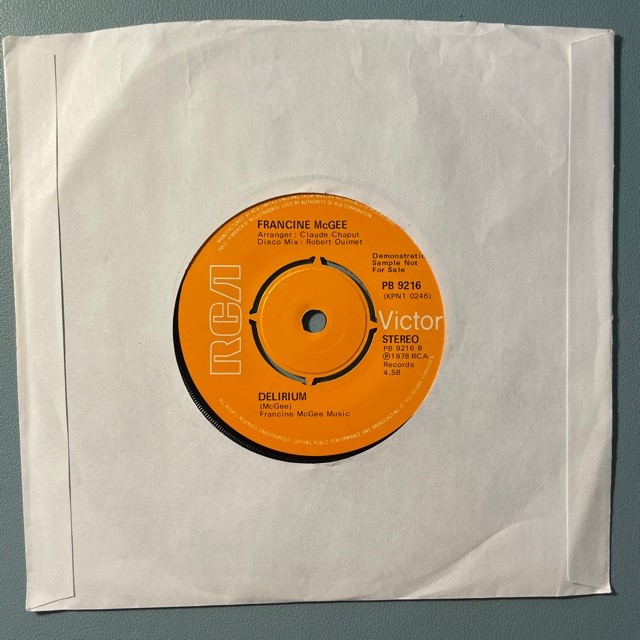 FRANCINE McGEE
Arranger : Claude Chaput
Disco Mix : Robert Ouimet
Demonstratic
Sample Not
For Sale
PB 9216
(KPN1 0246)
RCA
Victor
STEREO
PB 9216 B
℗1978 RCA
Records
4.58
DELIRIUM
(McGee)
Francine McGee Music